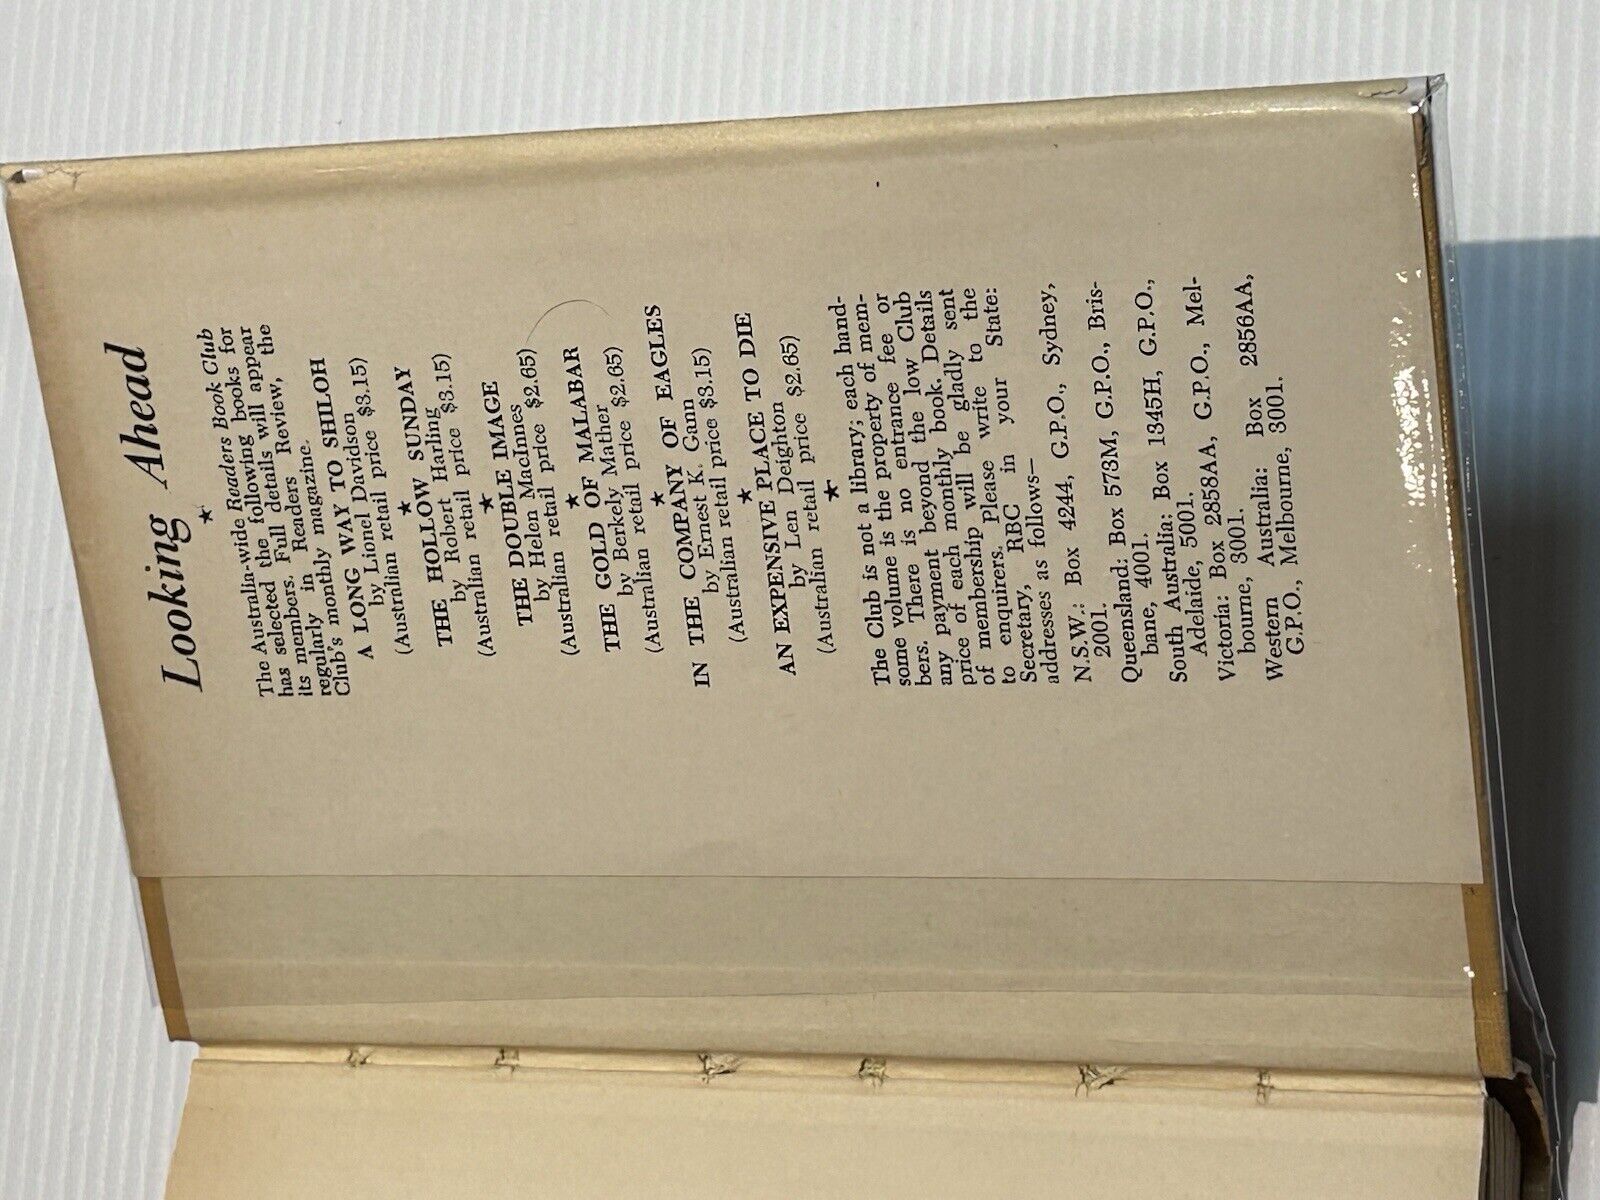 Looking Ahead
★
The Australia-wide Readers Book Club
has selected the following books for
its members. Full details will appear
regularly in Readers Review, the
Club's monthly magazine.
A LONG WAY TO SHILOH
by Lionel Davidson
(Australian retail price $3.15)
★
THE HOLLOW SUNDAY
by Robert Harling
(Australian retail price $3.15)
★
THE DOUBLE IMAGE
by Helen MacInnes
(Australian retail price $2.65)
★
THE GOLD OF MALABAR
by Berkely Mather
(Australian retail price $2.65)
★
IN THE COMPANY OF EAGLES
by Ernest K. Gann
(Australian retail price $3.15)
★
AN EXPENSIVE PLACE TO DIE
by Len Deighton
(Australian retail price $2.65)
★
The Club is not a library; each hand-
some volume is the property of mem-
bers. There is no entrance fee or
any payment beyond the low Club
price of each monthly book. Details
of membership will be gladly sent
to enquirers. Please write to the
Secretary, RBC in your State:
addresses as follows—
N.S.W.: Box 4244, G.P.O., Sydney,
2001.
Queensland: Box 573M, G.P.O., Bris-
bane, 4001.
South Australia: Box 1345H, G.P.O.,
Adelaide, 5001.
Victoria: Box 2858AA, G.P.O., Mel-
bourne, 3001.
Western Australia: Box 2856AA,
G.P.O., Melbourne, 3001.